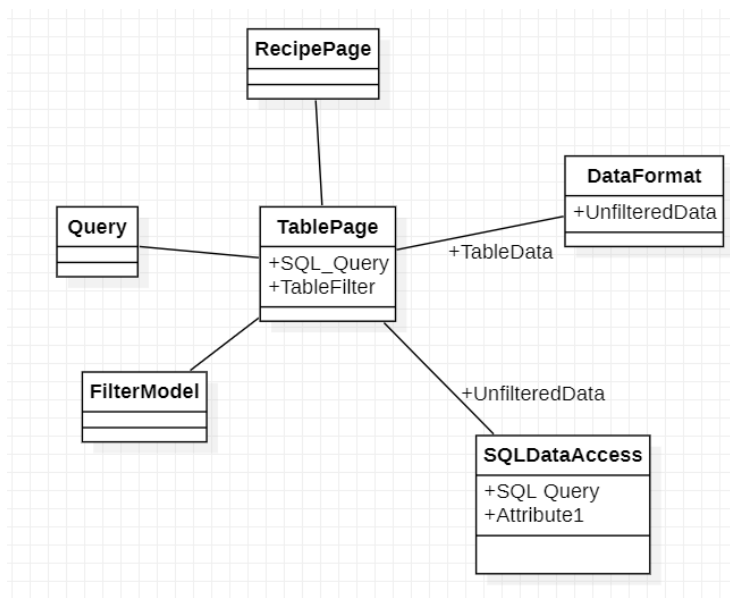 RecipePage
DataFormat
+UnfilteredData
Query
TablePage
+SQL_Query
+TableFilter
+TableData
FilterModel
+UnfilteredData
SQLDataAccess
+SQL Query
+Attribute1